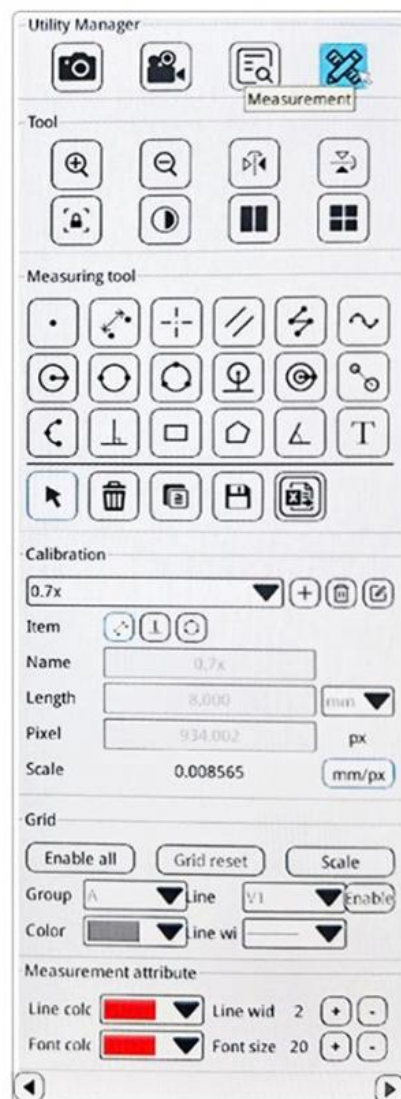 Utility Manager
Measurement
Tool
Measuring tool
T
Calibration
0.7x
Item
Name 0.7x
Length 8.000 mm
Pixel 934.002 px
Scale 0.008565 mm/px
Grid
Enable all Grid reset Scale
Group A Line V1 Enable
Color Line wi
Measurement attribute
Line colc Line wid 2 + -
Font colc Font size 20 + -